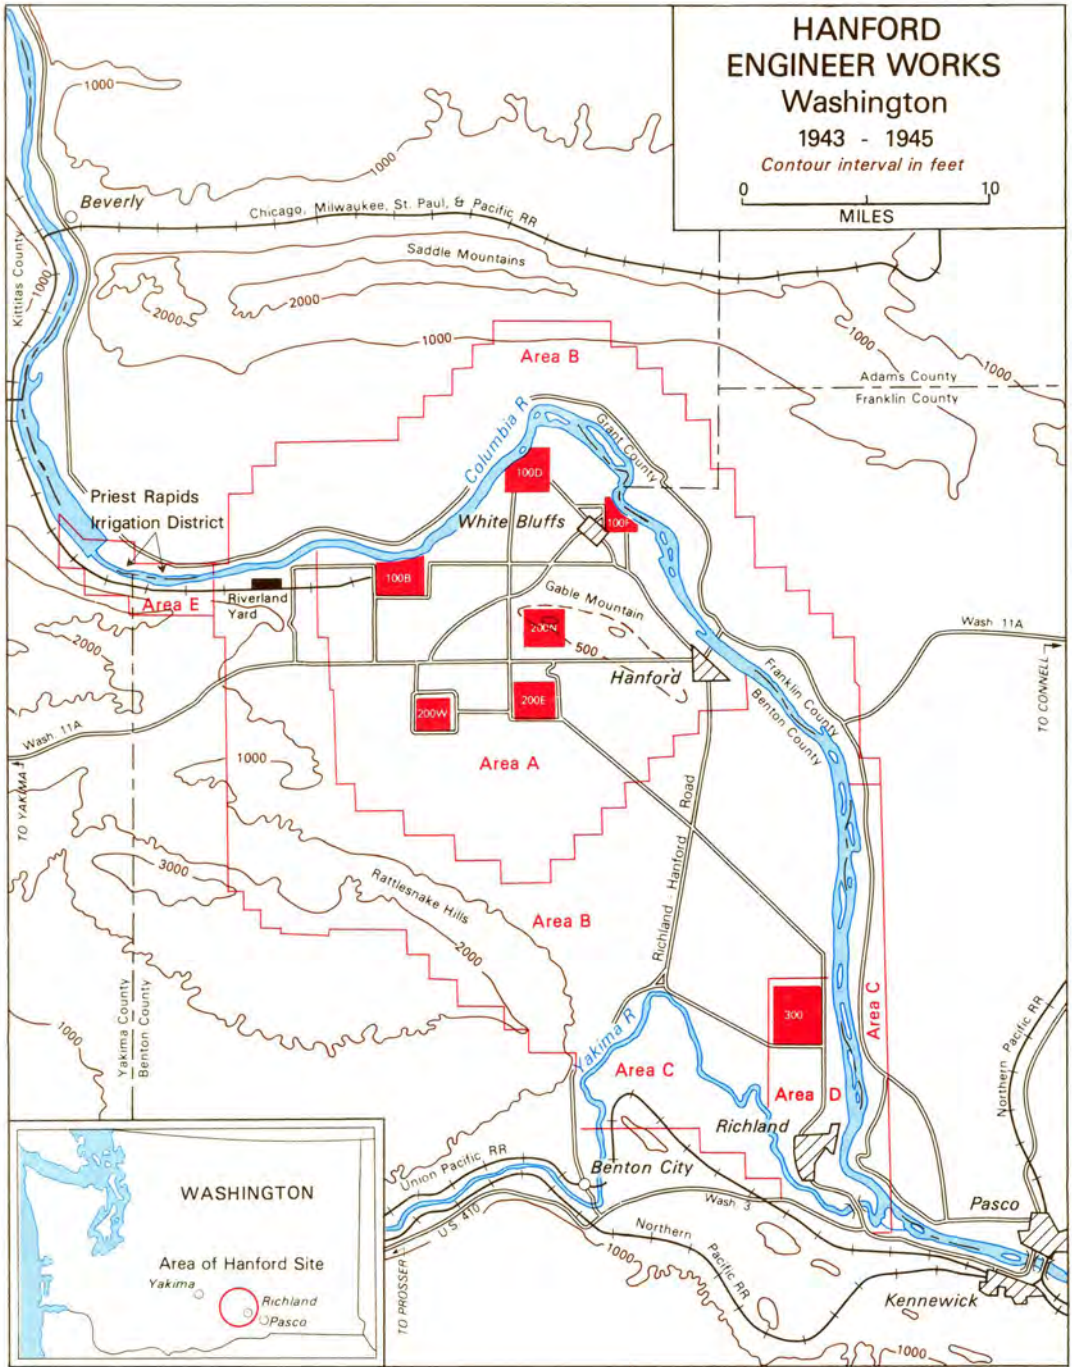 HANFORD
ENGINEER WORKS
Washington
1943 - 1945
Contour interval in feet
0 10
MILES
1000
1000
1000
Beverly
Chicago, Milwaukee, St. Paul, & Pacific RR
Kittitas County
1000
Saddle Mountains
2000
2000
1000
1000
1000
Area B
Adams County
Franklin County
Columbia R
Grant County
100D
Priest Rapids
Irrigation District
White Bluffs
100F
100B
Riverland
Yard
Area E
Gable Mountain
200N
500
2000
Hanford
Wash 11A
TO CONNELL
Franklin County
Benton County
200W
200E
Wash. 11A
TO YAKIMA
1000
Area A
Richland - Hanford Road
3000
Rattlesnake Hills
2000
Area B
Yakima County
Benton County
1000
Yakima R
300
Area C
Area C
Area D
Northern Pacific RR
Northern Pacific RR
Richland
Union Pacific RR
Benton City
Wash. 3
Pasco
U.S. 410
TO PROSSER
1000
Kennewick
1000
WASHINGTON
Area of Hanford Site
Yakima
Richland
Pasco